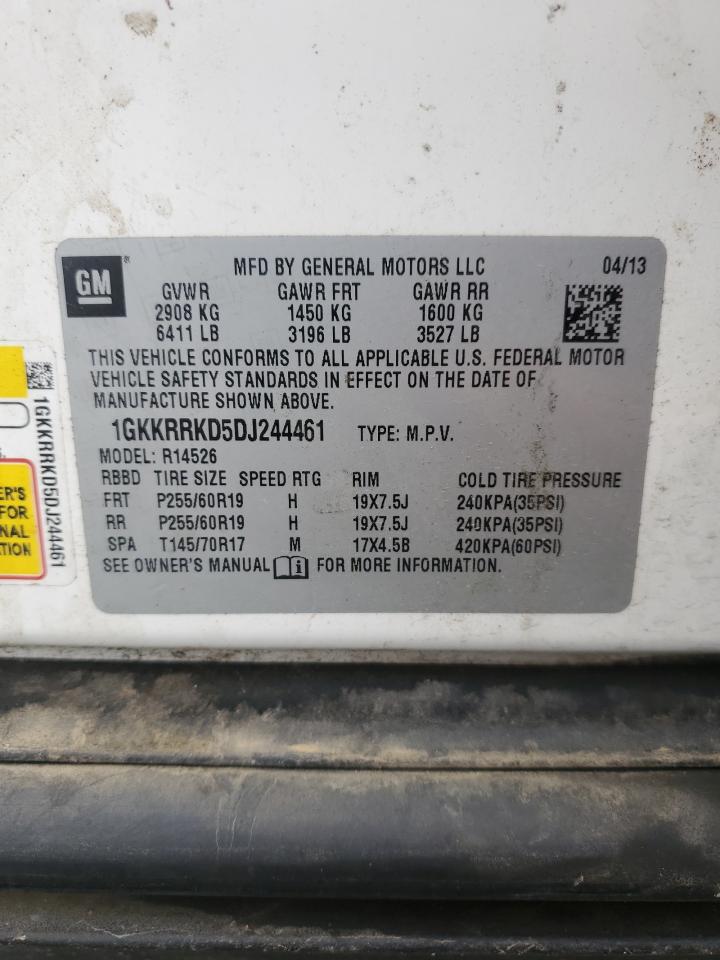 GM
MFD BY GENERAL MOTORS LLC 04/13
GVWR GAWR FRT GAWR RR
2908 KG 1450 KG 1600 KG
6411 LB 3196 LB 3527 LB
THIS VEHICLE CONFORMS TO ALL APPLICABLE U.S. FEDERAL MOTOR
VEHICLE SAFETY STANDARDS IN EFFECT ON THE DATE OF
MANUFACTURE SHOWN ABOVE.
1GKKRRKD5DJ244461 TYPE: M.P.V.
MODEL: R14526
RBBD TIRE SIZE SPEED RTG RIM COLD TIRE PRESSURE
FRT P255/60R19 H 19X7.5J 240KPA(35PSI)
RR P255/60R19 H 19X7.5J 240KPA(35PSI)
SPA T145/70R17 M 17X4.5B 420KPA(60PSI)
SEE OWNER'S MANUAL i FOR MORE INFORMATION.
1GKKRRKD5DJ244461
ER'S
FOR
NAL
TION